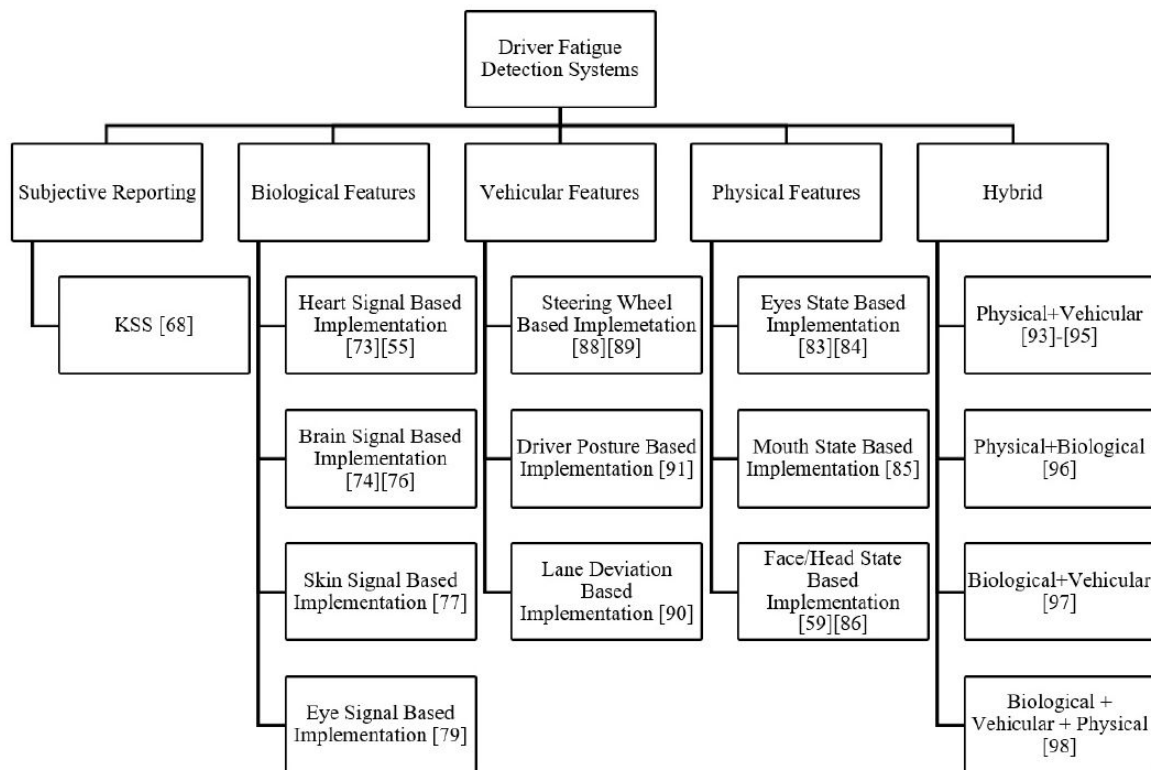 Driver Fatigue
Detection Systems
Subjective Reporting
Biological Features
Vehicular Features
Physical Features
Hybrid
KSS [68]
Heart Signal Based
Implementation
[73][55]
Brain Signal Based
Implementation
[74][76]
Skin Signal Based
Implementation [77]
Eye Signal Based
Implementation [79]
Steering Wheel
Based Implemetation
[88][89]
Driver Posture Based
Implementation [91]
Lane Deviation
Based
Implementation [90]
Eyes State Based
Implementation
[83][84]
Mouth State Based
Implementation [85]
Face/Head State
Based
Implementation
[59][86]
Physical+Vehicular
[93]-[95]
Physical+Biological
[96]
Biological+Vehicular
[97]
Biological +
Vehicular + Physical
[98]